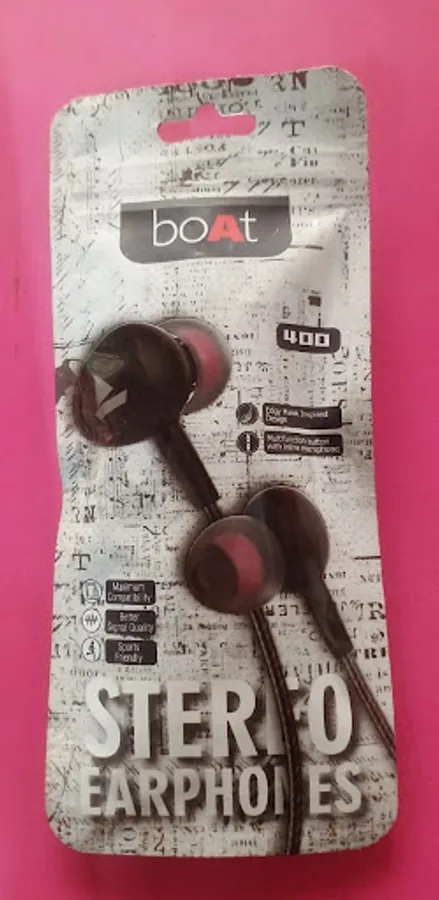 boAt
400
Edgy Hawk Inspired
Design
Multifunction button
with Inline Microphone
Maximum
Compatibility
Better
Signal Quality
Sports
Friendly
STEREO
EARPHONES